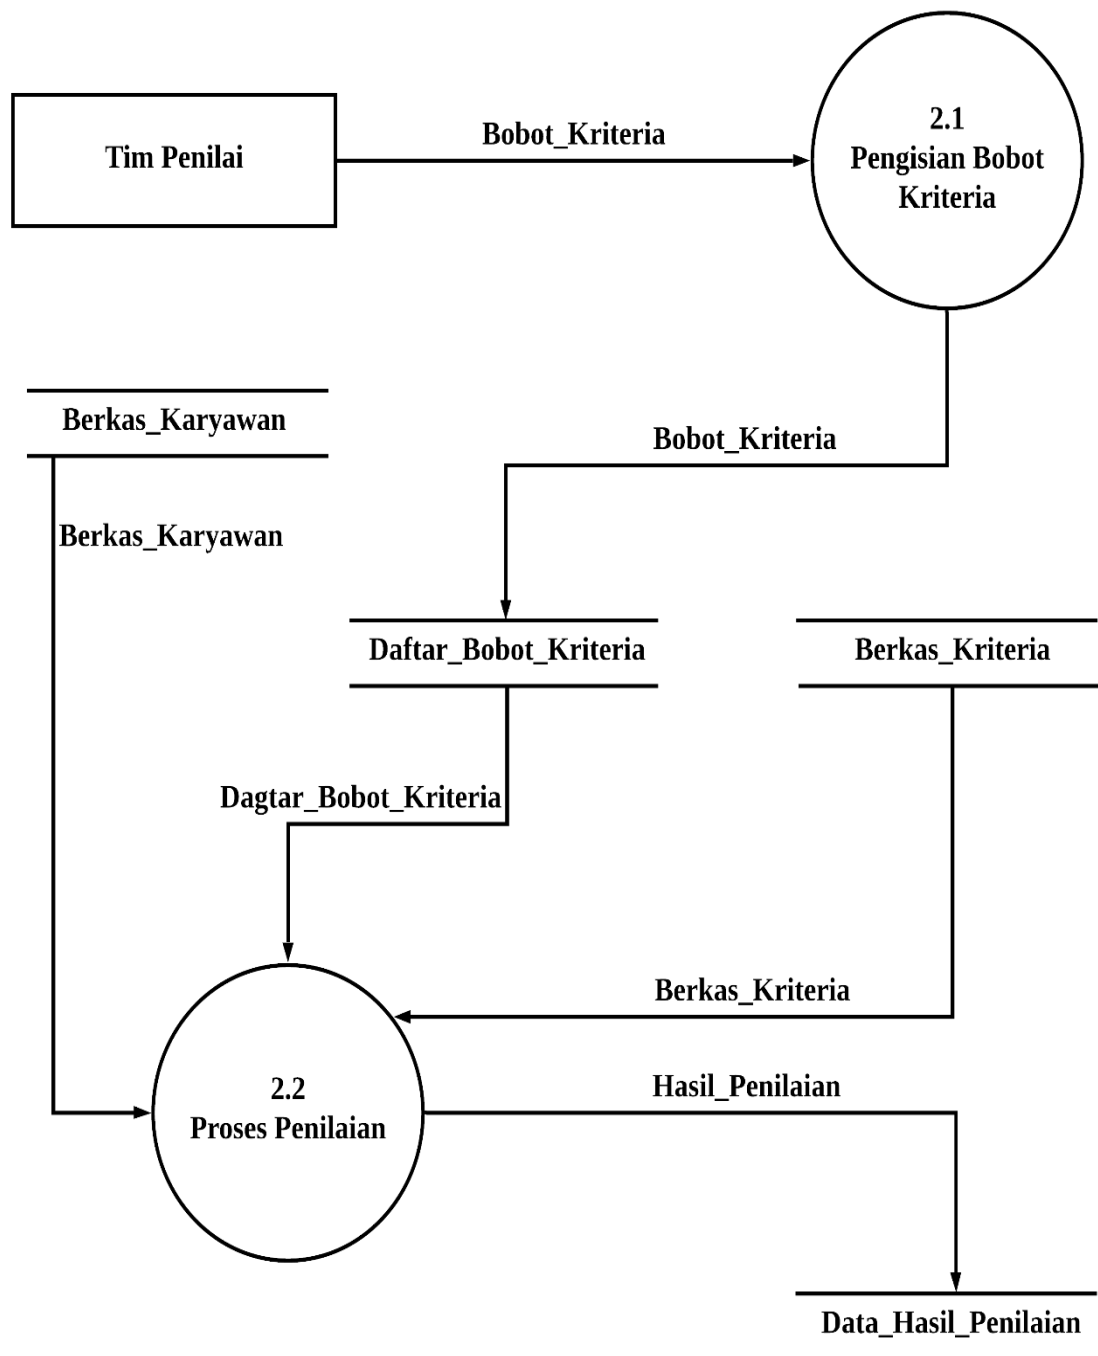 2.1
Tim Penilai
Bobot_Kriteria
Pengisian Bobot
Kriteria
Berkas_Karyawan
Bobot_Kriteria
Berkas_Karyawan
Daftar_Bobot_Kriteria
Berkas_Kriteria
Dagtar_Bobot_Kriteria
Berkas_Kriteria
2.2
Proses Penilaian
Hasil_Penilaian
Data_Hasil_Penilaian